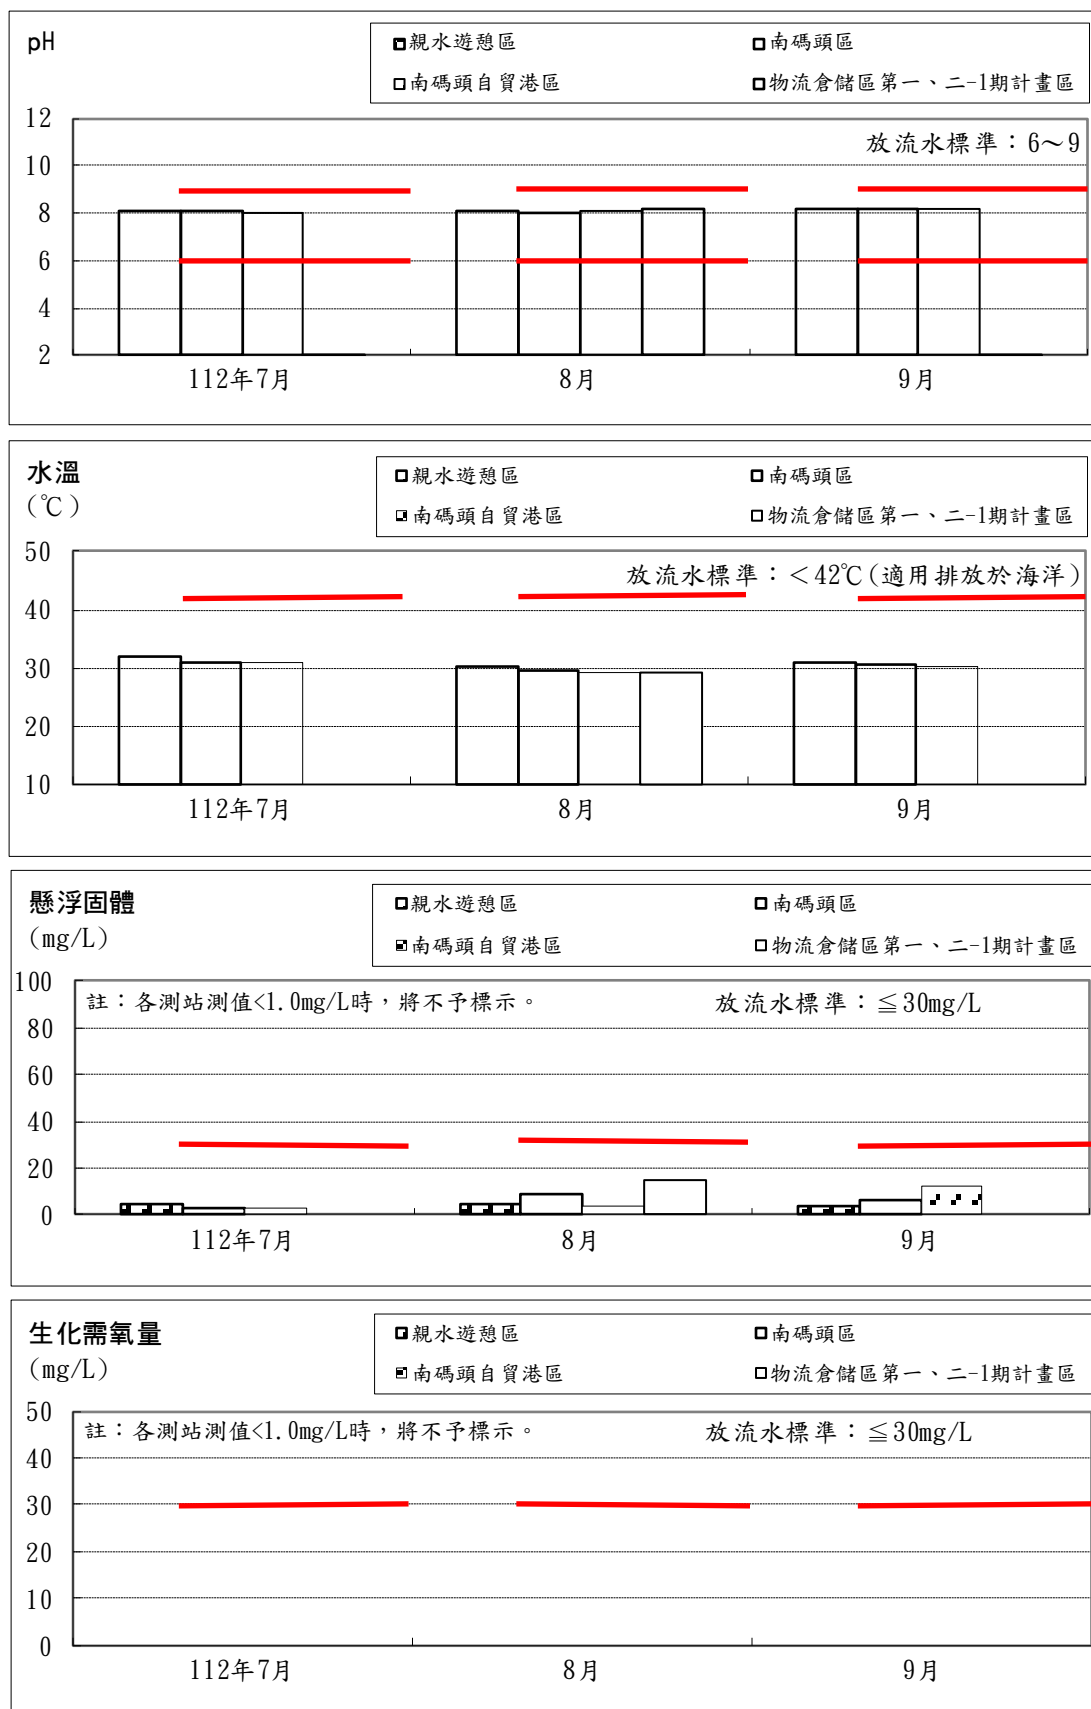 pH
親水遊憩區 南碼頭區
南碼頭自貿港區 物流倉儲區第一、二-1期計畫區
放流水標準：6～9
12
10
8
6
4
2
112年7月 8月 9月
水溫
(℃)
親水遊憩區 南碼頭區
南碼頭自貿港區 物流倉儲區第一、二-1期計畫區
放流水標準：＜42℃(適用排放於海洋)
50
40
30
20
10
112年7月 8月 9月
懸浮固體
(mg/L)
親水遊憩區 南碼頭區
南碼頭自貿港區 物流倉儲區第一、二-1期計畫區
註：各測站測值<1.0mg/L時，將不予標示。 放流水標準：≦30mg/L
100
80
60
40
20
0
112年7月 8月 9月
生化需氧量
(mg/L)
親水遊憩區 南碼頭區
南碼頭自貿港區 物流倉儲區第一、二-1期計畫區
註：各測站測值<1.0mg/L時，將不予標示。 放流水標準：≦30mg/L
50
40
30
20
10
0
112年7月 8月 9月